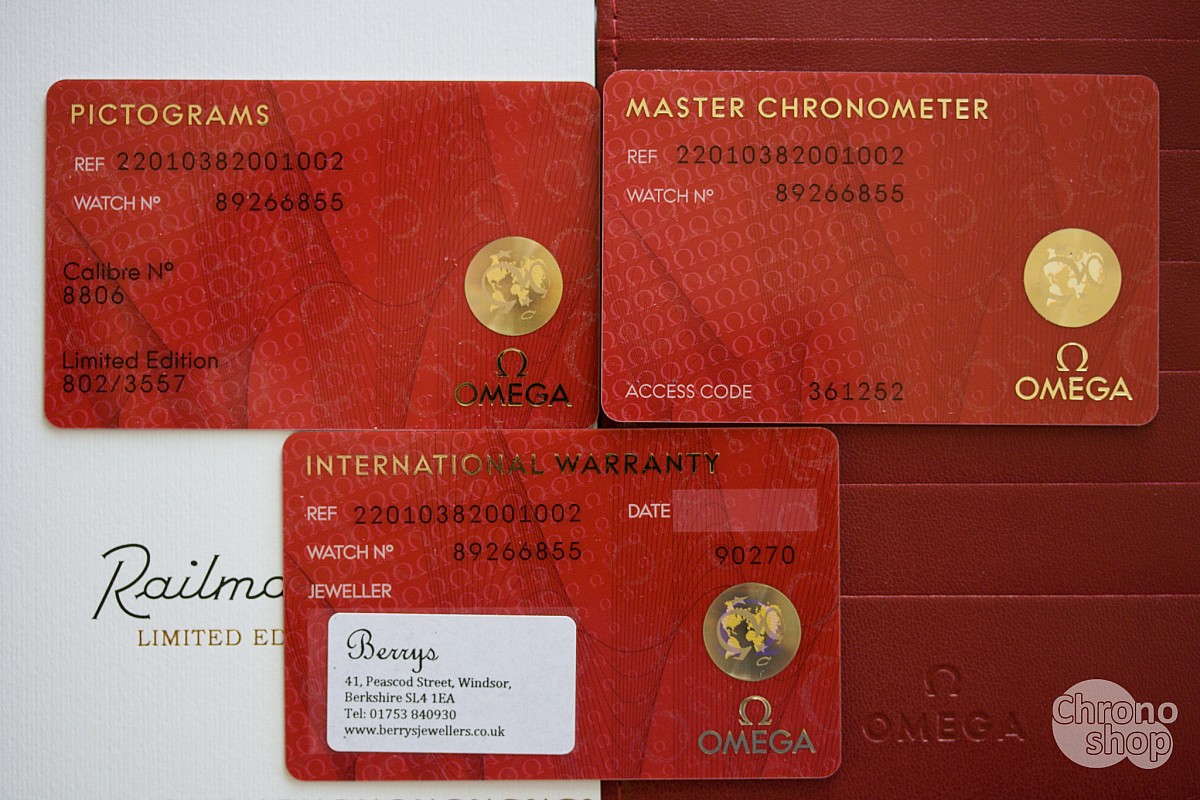 PICTOGRAMS
REF 22010382001002
WATCH Nº 89266855
Calibre Nº
8806
Limited Edition
802/3557
Ω
OMEGA
MASTER CHRONOMETER
REF 22010382001002
WATCH Nº 89266855
ACCESS CODE 361252
Ω
OMEGA
INTERNATIONAL WARRANTY
REF 22010382001002
DATE
WATCH Nº 89266855
90270
JEWELLER
Berrys
41, Peascod Street, Windsor,
Berkshire SL4 1EA
Tel: 01753 840930
www.berrysjewellers.co.uk
Ω
OMEGA
Railma
LIMITED ED
Ω
OMEGA
Chrono
shop